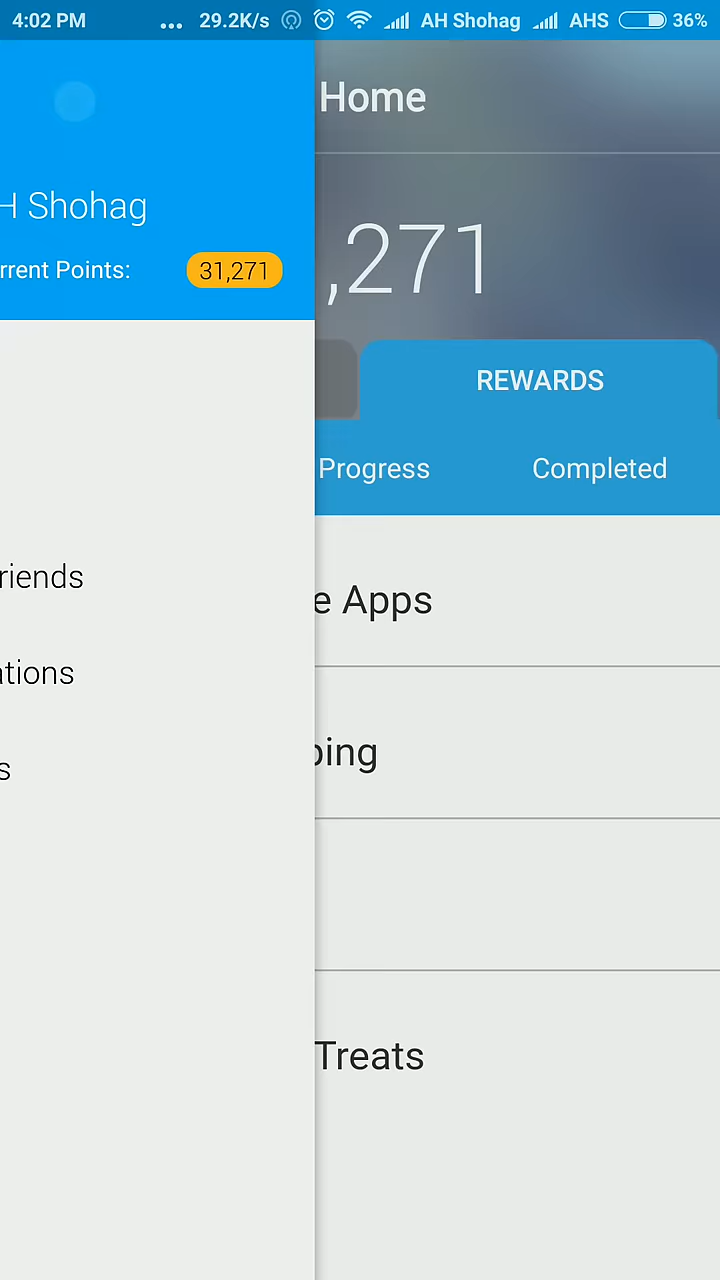 4:02 PM ... 29.2K/s AH Shohag AHS 36%
Home
H Shohag
rrent Points: 31,271
,271
REWARDS
Progress Completed
riends
e Apps
ations
ping
s
Treats